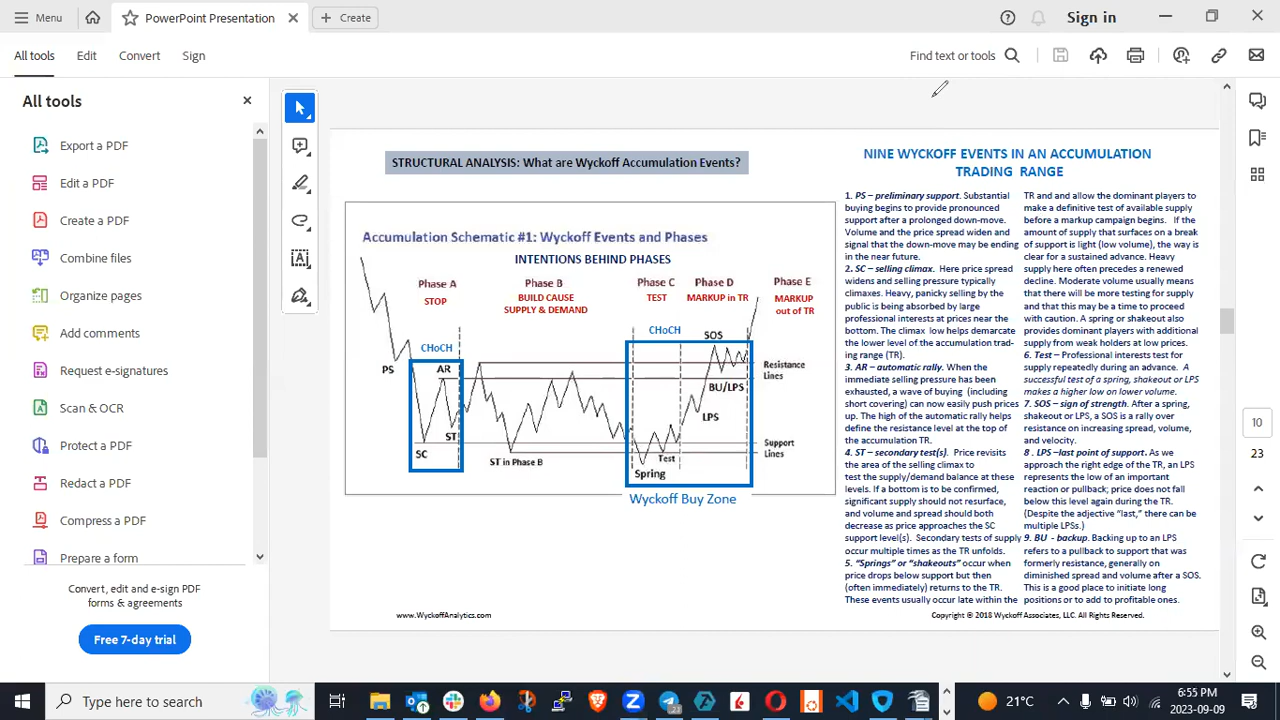 Menu
PowerPoint Presentation
Create
Sign in
All tools
Edit
Convert
Sign
Find text or tools
All tools
Export a PDF
Edit a PDF
Create a PDF
Combine files
Organize pages
Add comments
Request e-signatures
Scan & OCR
Protect a PDF
Redact a PDF
Compress a PDF
Prepare a form
Convert, edit and e-sign PDF
forms & agreements
Free 7-day trial
STRUCTURAL ANALYSIS: What are Wyckoff Accumulation Events?
Accumulation Schematic #1: Wyckoff Events and Phases
INTENTIONS BEHIND PHASES
Phase A
Phase B
Phase C
Phase D
Phase E
STOP
BUILD CAUSE
SUPPLY & DEMAND
TEST
MARKUP in TR
MARKUP
out of TR
CHoCH
CHoCH
SOS
PS
AR
Resistance
Lines
BU/LPS
LPS
ST
SC
Support
Lines
ST in Phase B
Test
Spring
Wyckoff Buy Zone
www.WyckoffAnalytics.com
NINE WYCKOFF EVENTS IN AN ACCUMULATION
TRADING RANGE
1. PS – preliminary support. Substantial
buying begins to provide pronounced
support after a prolonged down-move.
Volume and the price spread widen and
signal that the down-move may be ending
in the near future.
2. SC – selling climax. Here price spread
widens and selling pressure typically
climaxes. Heavy, panicky selling by the
public is being absorbed by large
professional interests at prices near the
bottom. The climax low helps demarcate
the lower level of the accumulation trad-
ing range (TR).
3. AR – automatic rally. When the
immediate selling pressure has been
exhausted, a wave of buying (including
short covering) can now easily push prices
up. The high of the automatic rally helps
define the resistance level at the top of
the accumulation TR.
4. ST – secondary test(s). Price revisits
the area of the selling climax to
test the supply/demand balance at these
levels. If a bottom is to be confirmed,
significant supply should not resurface,
and volume and spread should both
decrease as price approaches the SC
support level(s). Secondary tests of supply
occur multiple times as the TR unfolds.
5. “Springs” or “shakeouts” occur when
price drops below support but then
(often immediately) returns to the TR.
These events usually occur late within the
TR and and allow the dominant players to
make a definitive test of available supply
before a markup campaign begins. If the
amount of supply that surfaces on a break
of support is light (low volume), the way is
clear for a sustained advance. Heavy
supply here often precedes a renewed
decline. Moderate volume usually means
that there will be more testing for supply
and that this may be a time to proceed
with caution. A spring or shakeout also
provides dominant players with additional
supply from weak holders at low prices.
6. Test – Professional interests test for
supply repeatedly during an advance. A
successful test of a spring, shakeout or LPS
makes a higher low on lower volume.
7. SOS – sign of strength. After a spring,
shakeout or LPS, a SOS is a rally over
resistance on increasing spread, volume,
and velocity.
8 . LPS –last point of support. As we
approach the right edge of the TR, an LPS
represents the low of an important
reaction or pullback; price does not fall
below this level again during the TR.
(Despite the adjective “last,” there can be
multiple LPSs.)
9. BU - backup. Backing up to an LPS
refers to a pullback to support that was
formerly resistance, generally on
diminished spread and volume after a SOS.
This is a good place to initiate long
positions or to add to profitable ones.
Copyright © 2018 Wyckoff Associates, LLC. All Rights Reserved.
10
23
Type here to search
23
21°C
6:55 PM
2023-09-09